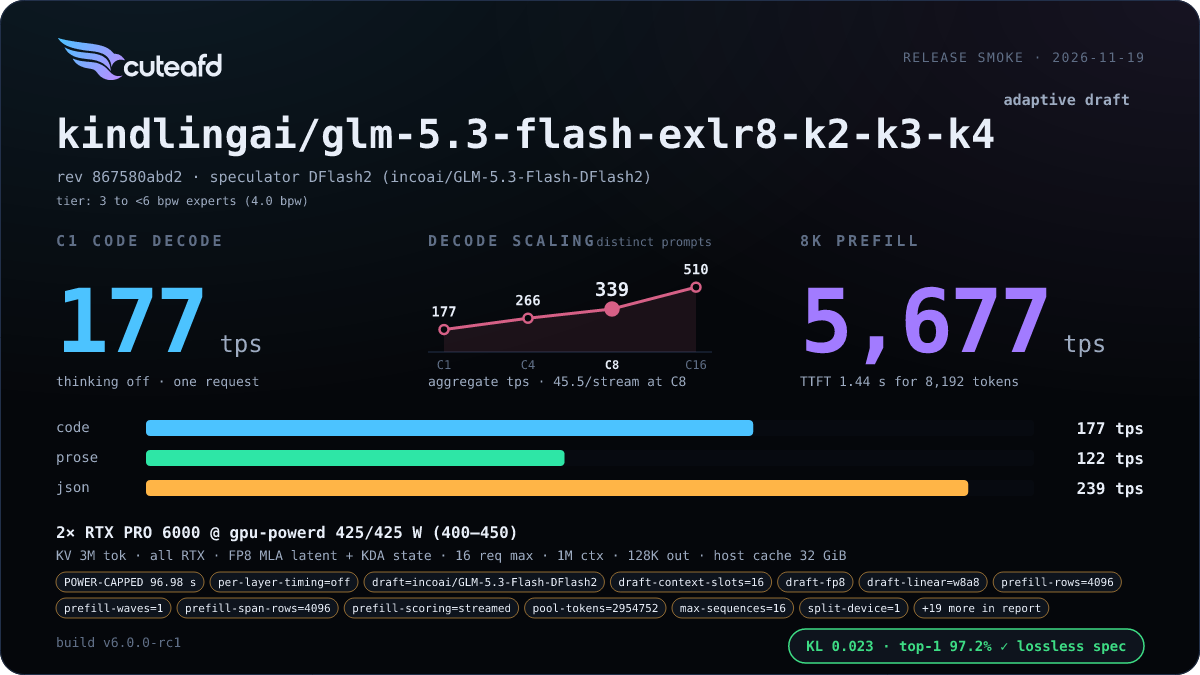 cuteafd
RELEASE SMOKE · 2026-11-19
adaptive draft
kindlingai/glm-5.3-flash-exlr8-k2-k3-k4
rev 867580abd2 · speculator DFlash2 (incoai/GLM-5.3-Flash-DFlash2)
tier: 3 to <6 bpw experts (4.0 bpw)
C1 CODE DECODE
177 tps
thinking off · one request
DECODE SCALING distinct prompts
177 266 339 510
C1 C4 C8 C16
aggregate tps · 45.5/stream at C8
8K PREFILL
5,677 tps
TTFT 1.44 s for 8,192 tokens
code 177 tps
prose 122 tps
json 239 tps
2× RTX PRO 6000 @ gpu-powerd 425/425 W (400–450)
KV 3M tok · all RTX · FP8 MLA latent + KDA state · 16 req max · 1M ctx · 128K out · host cache 32 GiB
POWER-CAPPED 96.98 s per-layer-timing=off draft=incoai/GLM-5.3-Flash-DFlash2 draft-context-slots=16 draft-fp8 draft-linear=w8a8 prefill-rows=4096
prefill-waves=1 prefill-span-rows=4096 prefill-scoring=streamed pool-tokens=2954752 max-sequences=16 split-device=1 +19 more in report
build v6.0.0-rc1
KL 0.023 · top-1 97.2% ✓ lossless spec